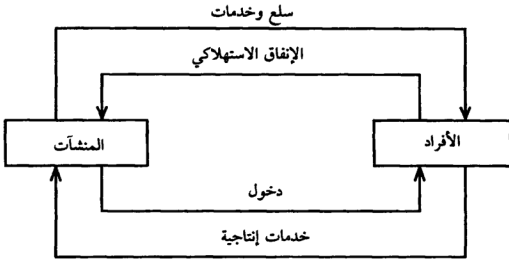 سلع وخدمات
الإنفاق الاستهلاكي
الأفراد
المنشآت
دخول
خدمات إنتاجية